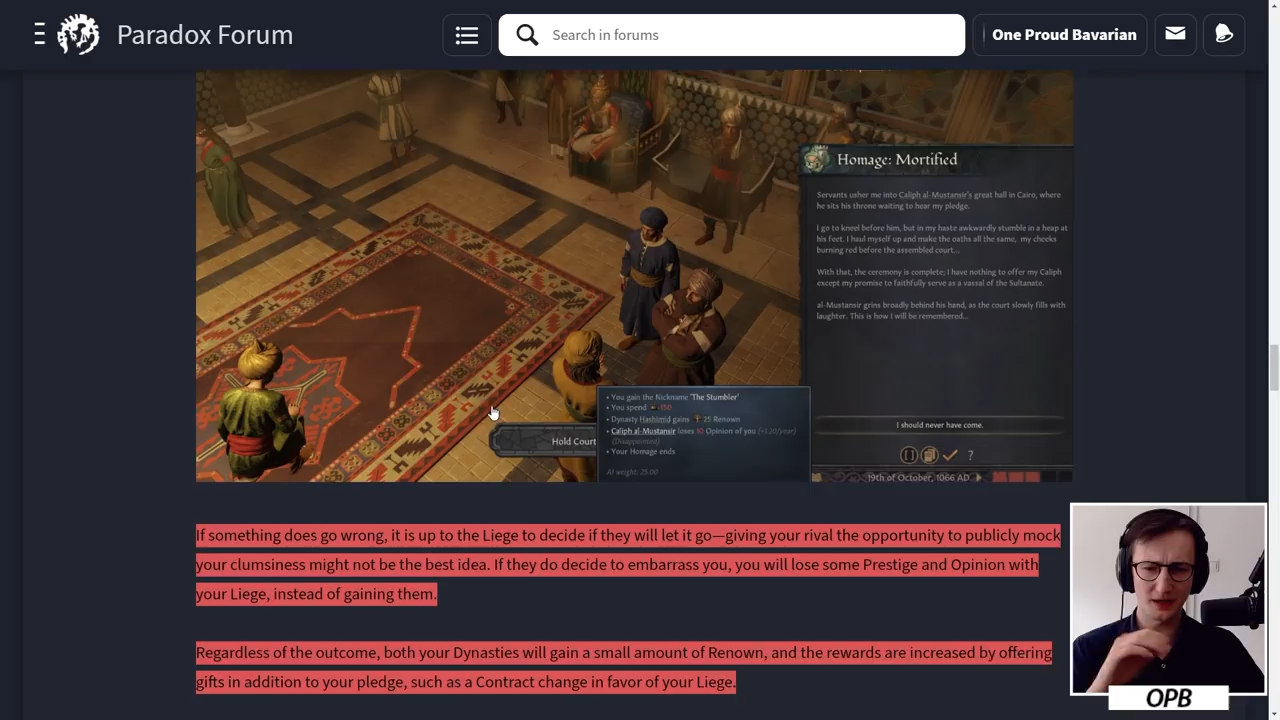 Paradox Forum
Search in forums
One Proud Bavarian
Homage: Mortified
Servants usher me into Caliph al-Mustansir's great hall in Cairo, where
he sits his throne waiting to hear my pledge.
I go to kneel before him, but in my haste awkwardly stumble in a heap at
his feet. I haul myself up and make the oaths all the same, my cheeks
burning red before the assembled court...
With that, the ceremony is complete; I have nothing to offer my Caliph
except my promise to faithfully serve as a vassal of the Sultanate.
al-Mustansir grins broadly behind his hand, as the court slowly fills with
laughter. This is how I will be remembered...
• You gain the Nickname 'The Stumbler'
• You spend 150
• Dynasty Hashimid gains 25 Renown
• Caliph al-Mustansir loses 10 Opinion of you (+1.20/year)
(Disappointed)
• Your Homage ends
AI weight: 25.00
I should never have come.
?
Hold Court
19th of October, 1066 AD
If something does go wrong, it is up to the Liege to decide if they will let it go—giving your rival the opportunity to publicly mock
your clumsiness might not be the best idea. If they do decide to embarrass you, you will lose some Prestige and Opinion with
your Liege, instead of gaining them.
Regardless of the outcome, both your Dynasties will gain a small amount of Renown, and the rewards are increased by offering
gifts in addition to your pledge, such as a Contract change in favor of your Liege.
OPB